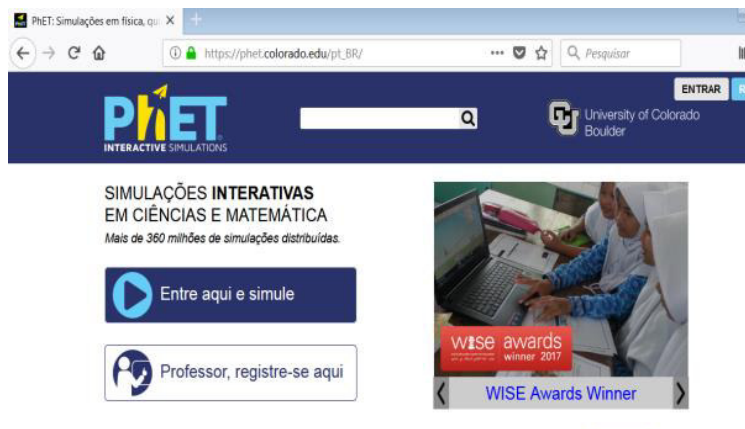 PhET: Simulações em física, quí
https://phet.colorado.edu/pt_BR/
Pesquisar
ENTRAR
R
PhET
INTERACTIVE SIMULATIONS
University of Colorado
Boulder
SIMULAÇÕES INTERATIVAS
EM CIÊNCIAS E MATEMÁTICA
Mais de 360 milhões de simulações distribuídas.
Entre aqui e simule
Professor, registre-se aqui
wise awards
winner 2017
WISE Awards Winner